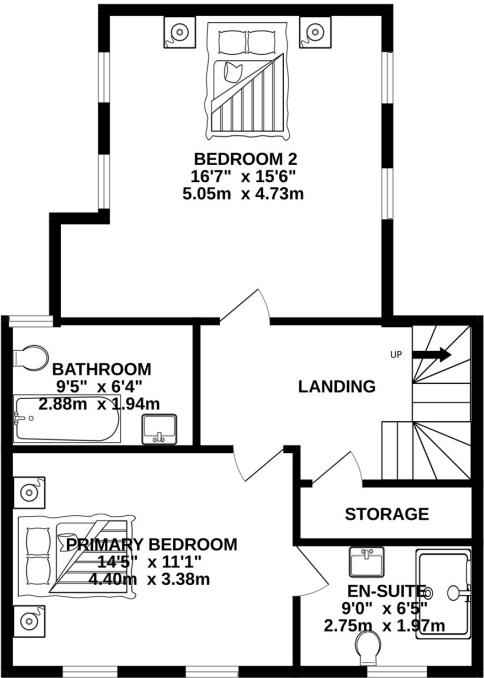 BEDROOM 2
16'7" x 15'6"
5.05m x 4.73m
UP
BATHROOM
9'5" x 6'4"
2.88m x 1.94m
LANDING
STORAGE
PRIMARY BEDROOM
14'5" x 11'1"
4.40m x 3.38m
EN-SUITE
9'0" x 6'5"
2.75m x 1.97m